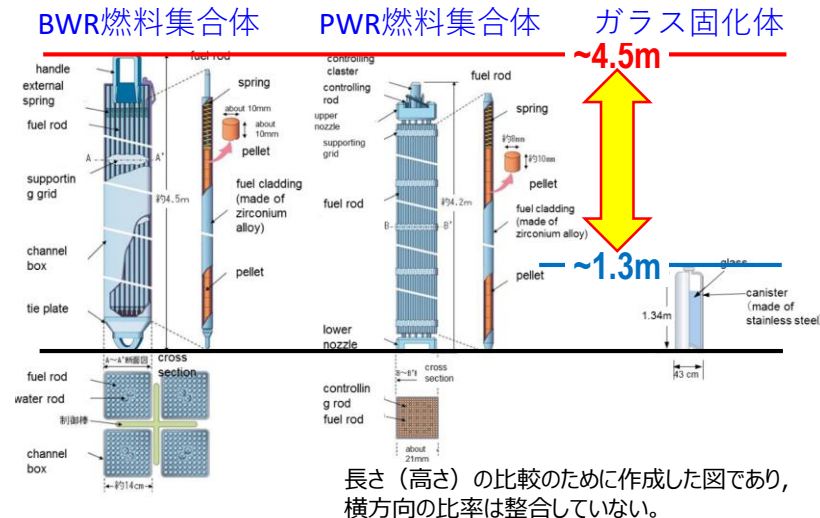 BWR燃料集合体
PWR燃料集合体
ガラス固化体
~4.5m
~1.3m
handle
external
spring
fuel rod
A
A'
supportin
g grid
channel
box
tie plate
fuel rod
spring
about 10mm
about
10mm
pellet
fuel cladding
(made of
zirconium
alloy)
pellet
約4.5m
A～A'断面図
cross
section
fuel rod
water rod
制御棒
channel
box
約14cm
controlling
claster
controlling
rod
upper
nozzle
supporting
grid
fuel rod
B
B'
lower
nozzle
約4.2m
fuel rod
spring
約8mm
約10mm
pellet
fuel cladding
(made of
zirconium alloy)
pellet
B～B'
cross
section
controllin
g rod
fuel rod
about
21mm
glass
canister
(made of
stainless steel
1.34m
43 cm
長さ（高さ）の比較のために作成した図であり，
横方向の比率は整合していない。